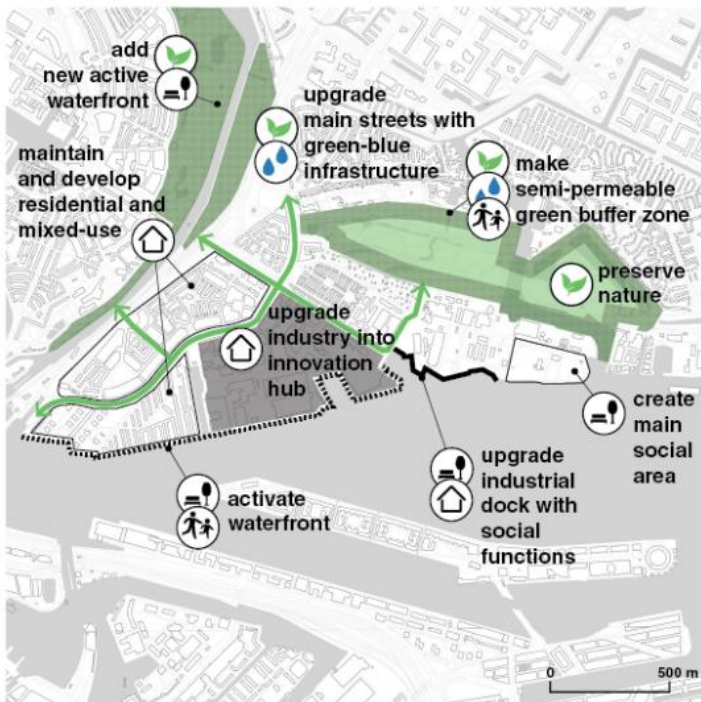 add
new active
waterfront
maintain
and develop
residential and
mixed-use
upgrade
main streets with
green-blue
infrastructure
make
semi-permeable
green buffer zone
preserve
nature
upgrade
industry into
innovation
hub
create
main
social
area
upgrade
industrial
dock with
social
functions
activate
waterfront
0 500 m